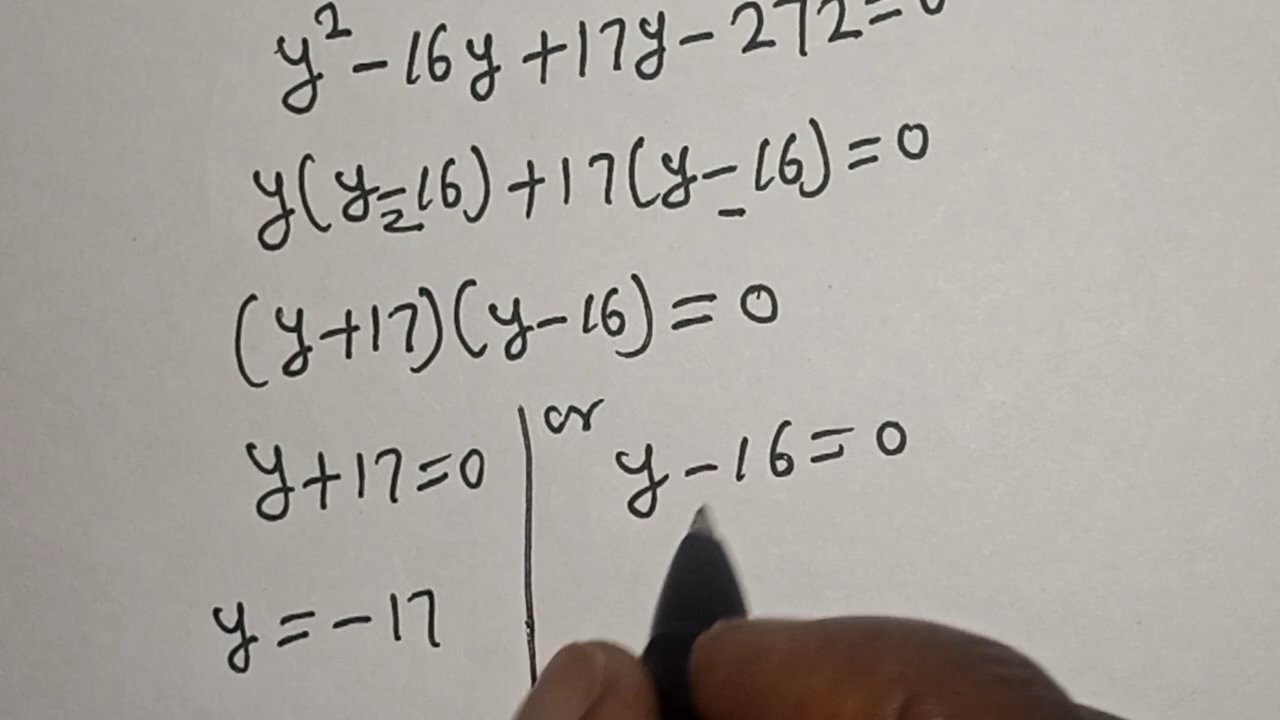 y² - 16y + 17y - 272 = 0
y(y - 16) + 17(y - 16) = 0
(y + 17)(y - 16) = 0
y + 17 = 0 | or y - 16 = 0
y = -17